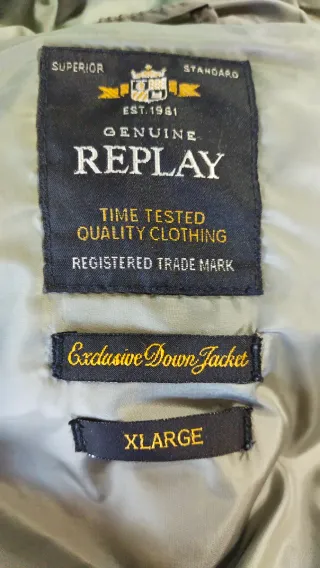 SUPERIOR STANDARD
EST. 1981
GENUINE
REPLAY
TIME TESTED
QUALITY CLOTHING
REGISTERED TRADE MARK
Exclusive Down Jacket
XLARGE